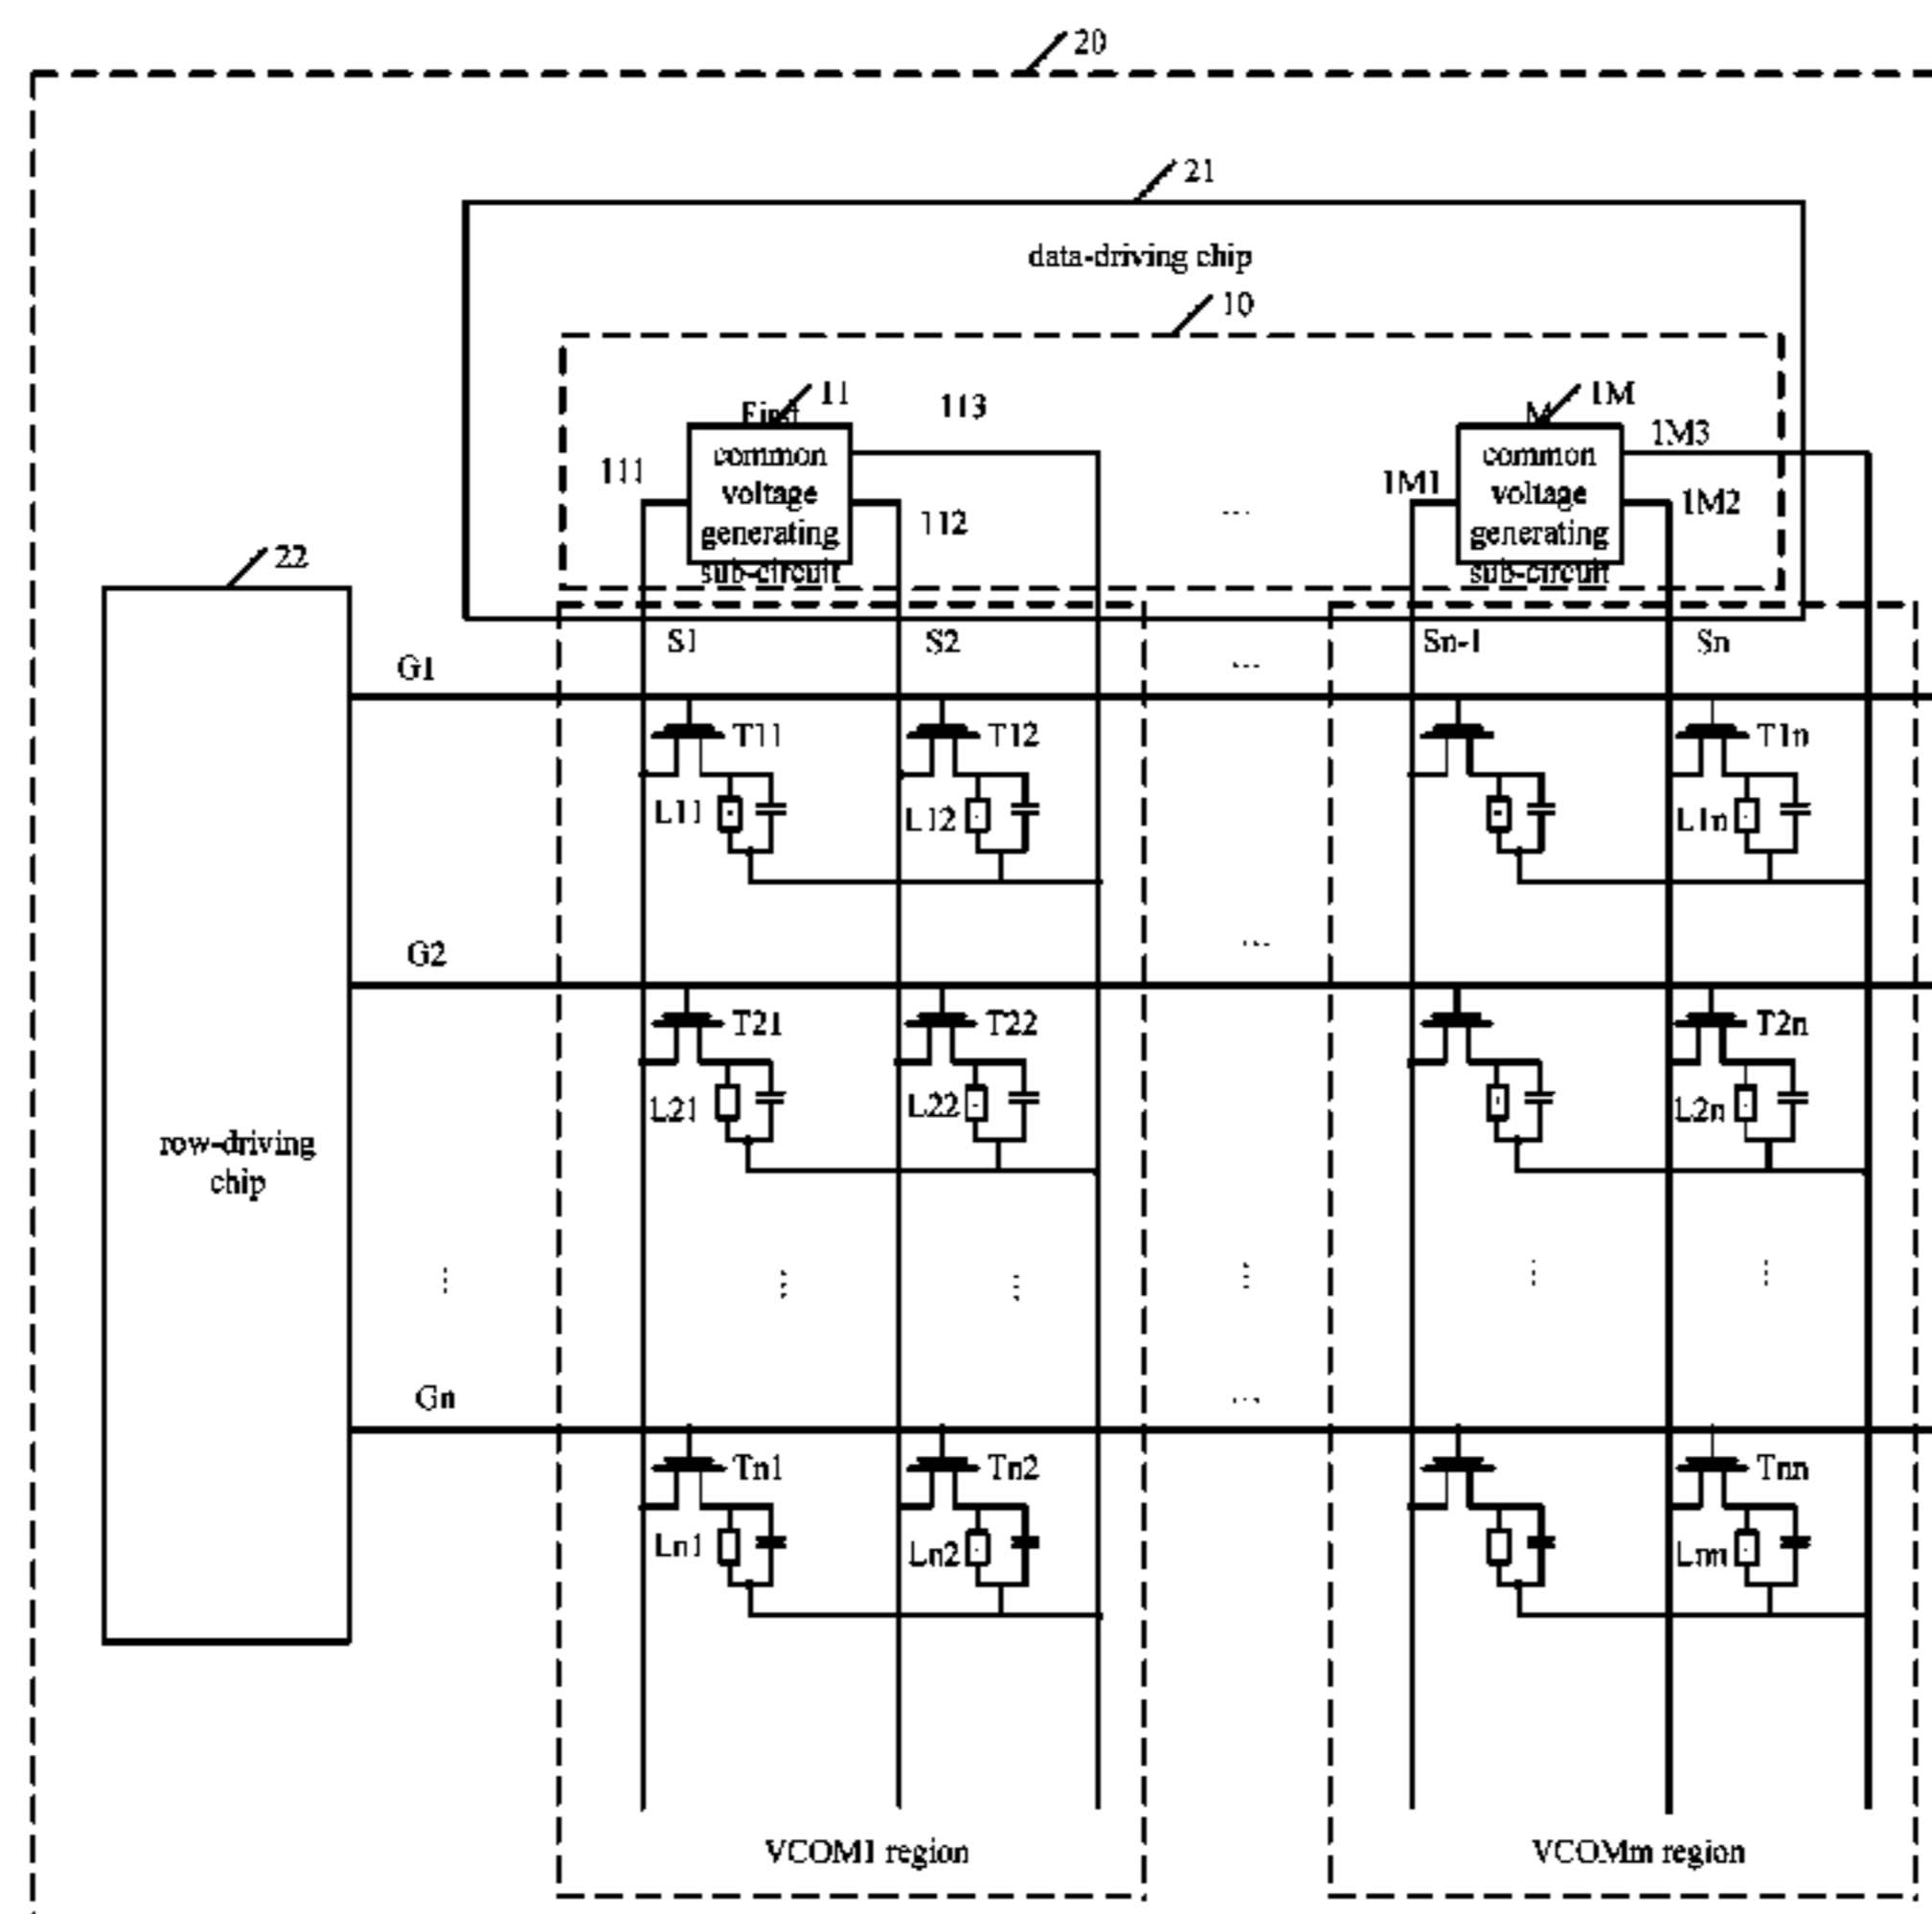 20
21
data-driving chip
10
First
11
113
M
1M
1M3
111
common
voltage
generating
sub-circuit
112
...
1M1
common
voltage
generating
sub-circuit
1M2
22
S1
S2
Sn-1
Sn
G1
...
T11
T12
T1n
L11
L12
L1n
G2
...
T21
T22
T2n
L21
L22
L2n
row-driving
chip
...
...
...
...
...
...
Gn
...
Tn1
Tn2
Tnn
Ln1
Ln2
Lnn
VCOM1 region
VCOMm region